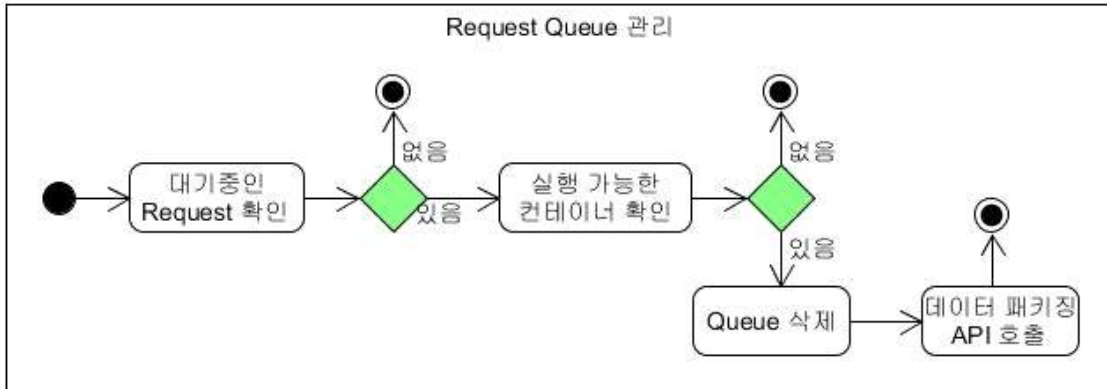 Request Queue 관리
없음
없음
대기중인
Request 확인
있음
실행 가능한
컨테이너 확인
있음
Queue 삭제
데이터 패키징
API 호출